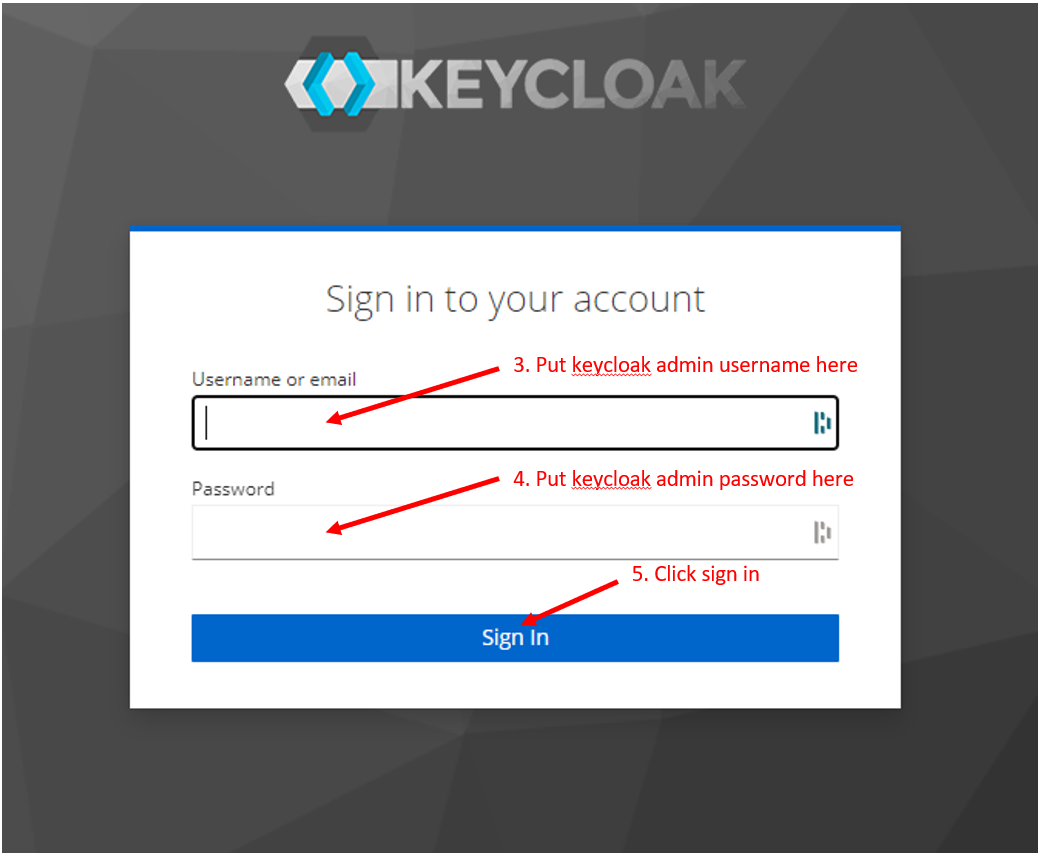 KEYCLOAK
Sign in to your account
3. Put keycloak admin username here
Username or email
4. Put keycloak admin password here
Password
5. Click sign in
Sign In